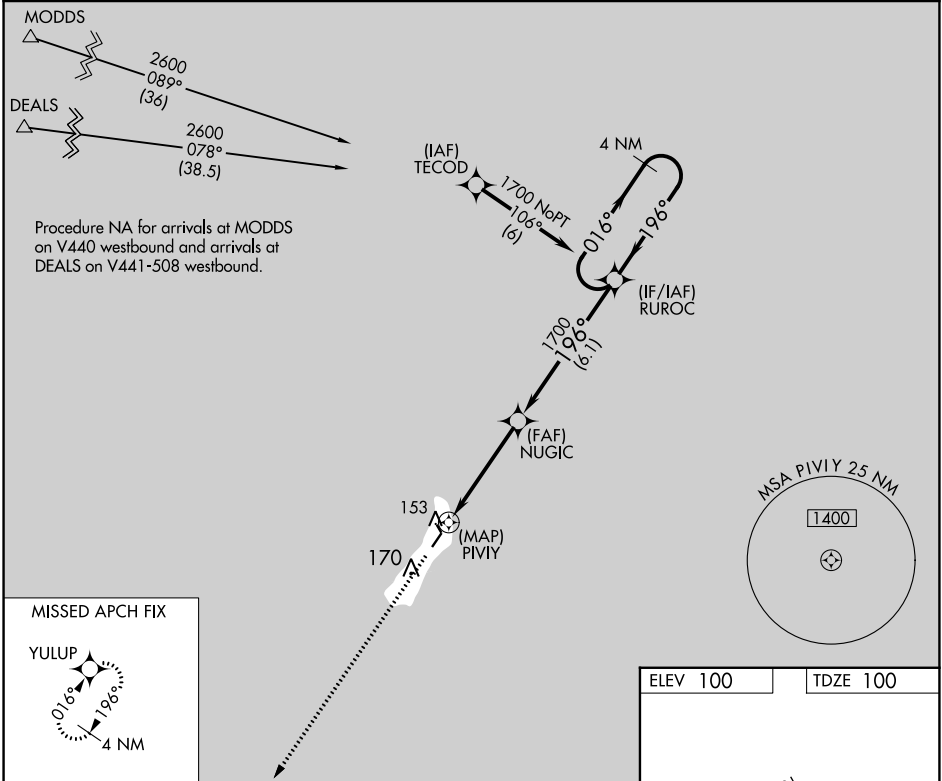 MODDS
2600
089°
(36)
DEALS
2600
078°
(38.5)
Procedure NA for arrivals at MODDS
on V440 westbound and arrivals at
DEALS on V441-508 westbound.
(IAF)
TECOD
1700 NoPT
106°
(6)
4 NM
016°
196°
(IF/IAF)
RUROC
1700
196°
(6.1)
(FAF)
NUGIC
153
(MAP)
PIVIY
170
MSA PIVIY 25 NM
1400
MISSED APCH FIX
YULUP
016°
196°
4 NM
ELEV 100
TDZE 100